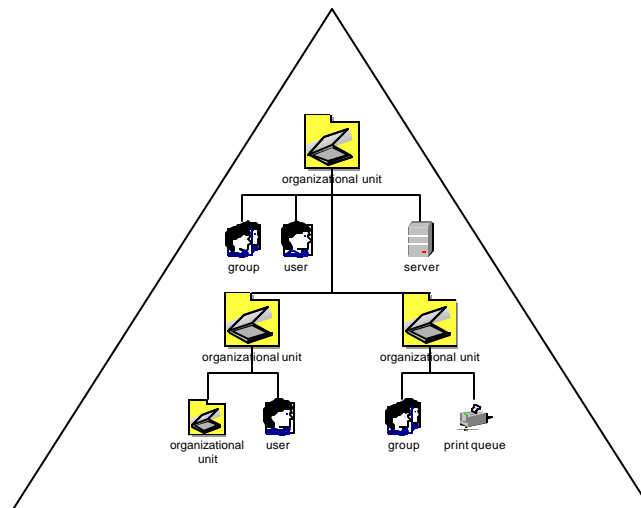 organizational unit
group user server
organizational unit organizational unit
organizational
unit
user group print queue